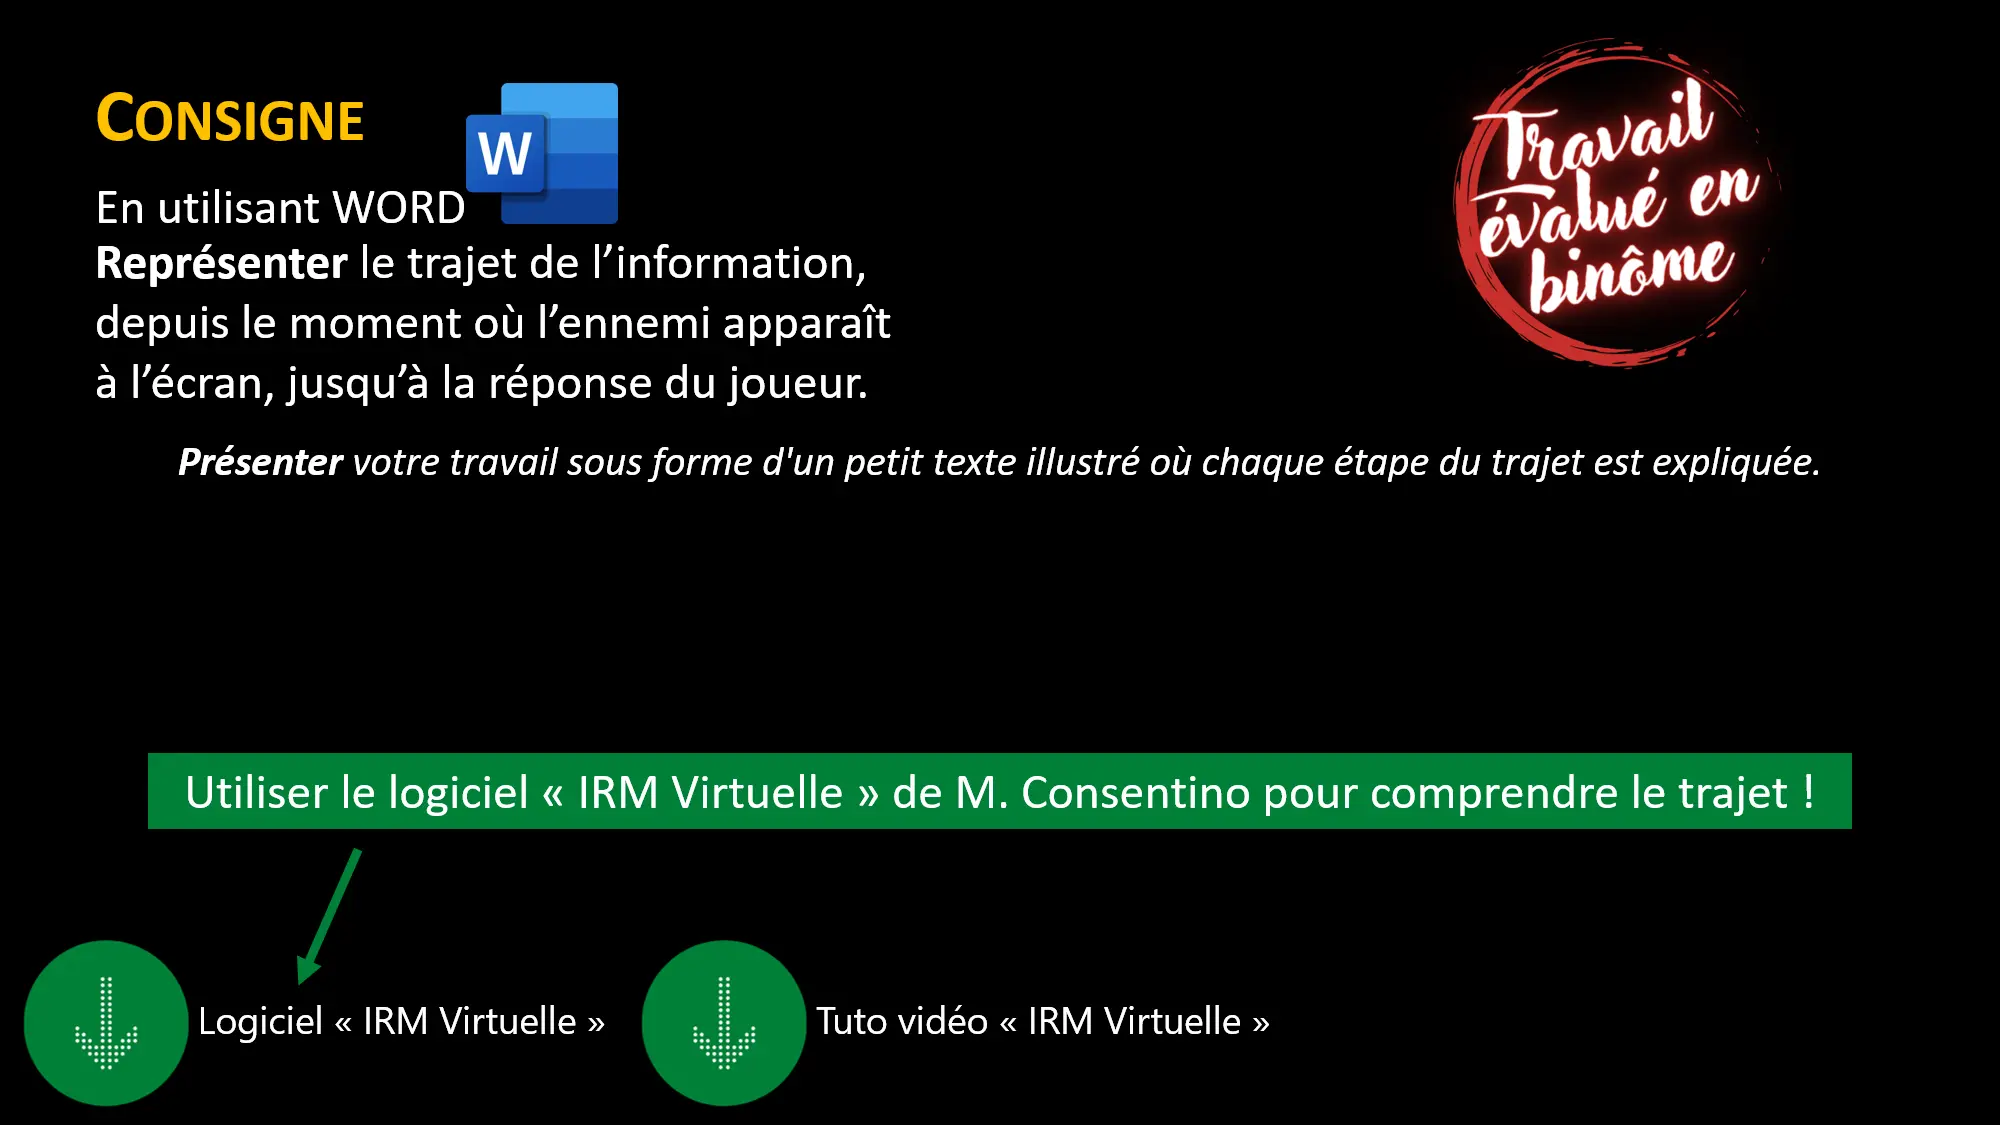 CONSIGNE
W
En utilisant WORD
Représenter le trajet de l’information,
depuis le moment où l’ennemi apparaît
à l’écran, jusqu’à la réponse du joueur.
Travail
évalué en
binôme
Présenter votre travail sous forme d'un petit texte illustré où chaque étape du trajet est expliquée.
Utiliser le logiciel « IRM Virtuelle » de M. Consentino pour comprendre le trajet !
Logiciel « IRM Virtuelle »
Tuto vidéo « IRM Virtuelle »